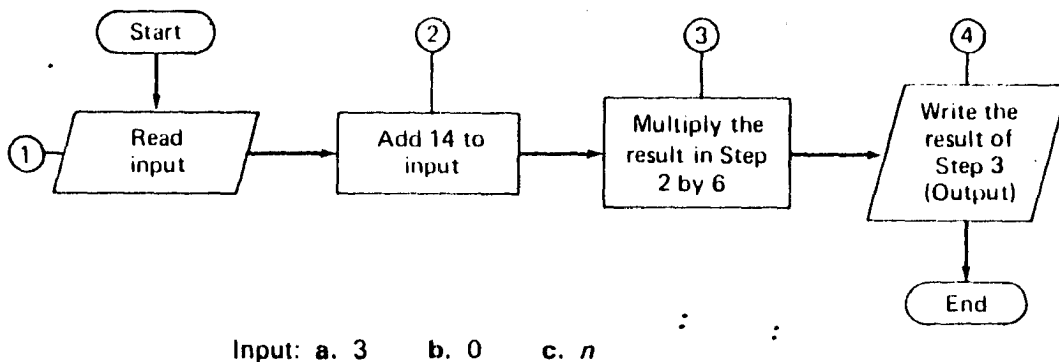 Start
1
Read
input
2
Add 14 to
input
3
Multiply the
result in Step
2 by 6
4
Write the
result of
Step 3
(Output)
End
Input: a. 3 b. 0 c. n